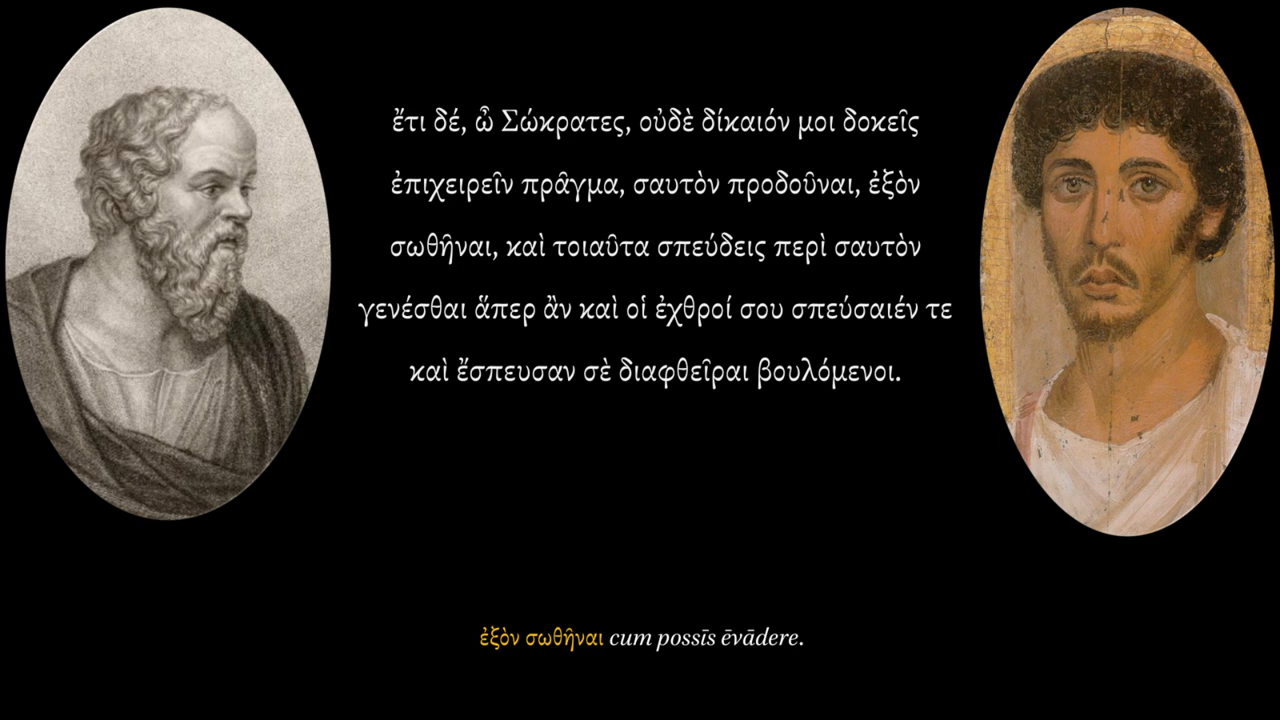 ἔτι δέ, ὦ Σώκρατες, οὐδὲ δίκαιόν μοι δοκεῖς
ἐπιχειρεῖν πρᾶγμα, σαυτὸν προδοῦναι, ἐξὸν
σωθῆναι, καὶ τοιαῦτα σπεύδεις περὶ σαυτὸν
γενέσθαι ἅπερ ἂν καὶ οἱ ἐχθροί σου σπεύσαιέν τε
καὶ ἔσπευσαν σὲ διαφθεῖραι βουλόμενοι.
ἐξὸν σωθῆναι cum possīs ēvādere.